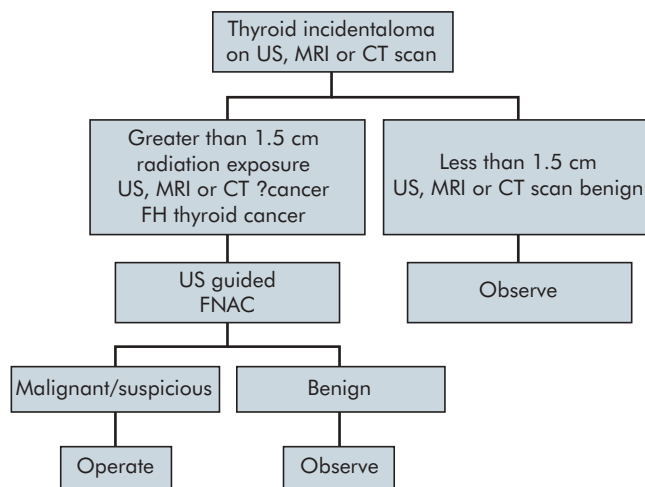 Thyroid incidentaloma
on US, MRI or CT scan
Greater than 1.5 cm
radiation exposure
US, MRI or CT ?cancer
FH thyroid cancer
Less than 1.5 cm
US, MRI or CT scan benign
US guided
FNAC
Observe
Malignant/suspicious
Benign
Operate
Observe